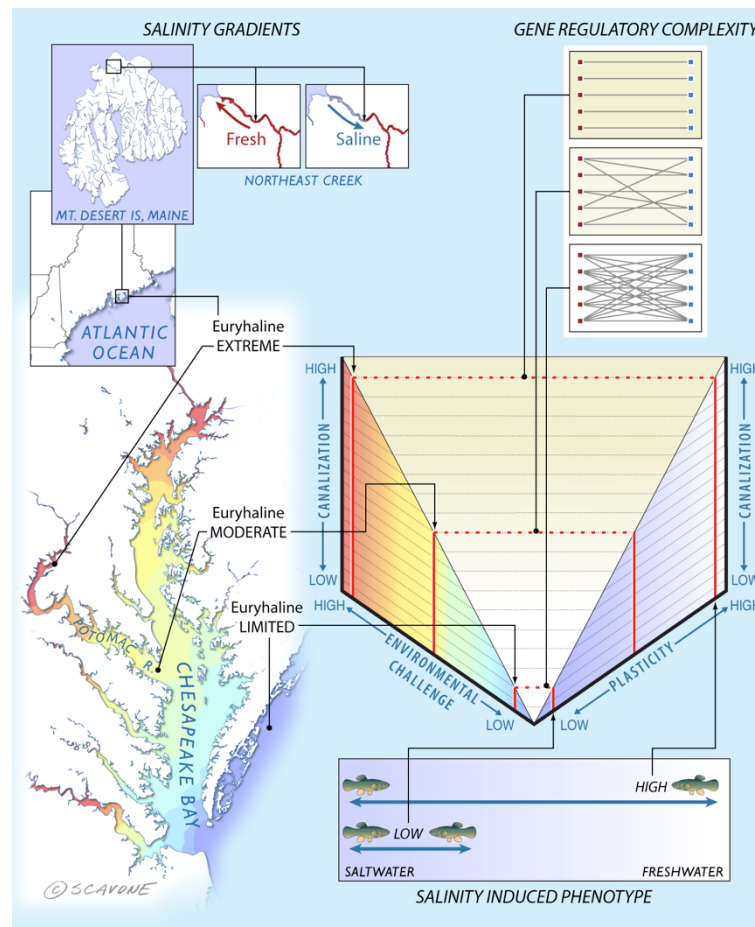 SALINITY GRADIENTS
GENE REGULATORY COMPLEXITY
Fresh
Saline
NORTHEAST CREEK
MT. DESERT IS, MAINE
ATLANTIC
OCEAN
Euryhaline
EXTREME
Euryhaline
MODERATE
Euryhaline
LIMITED
POTOMAC R.
CHESAPEAKE BAY
© SCAVONE
HIGH
CANALIZATION
LOW
HIGH
ENVIRONMENTAL
CHALLENGE
LOW
LOW
PLASTICITY
HIGH
HIGH
CANALIZATION
LOW
HIGH
LOW
SALTWATER
FRESHWATER
SALINITY INDUCED PHENOTYPE